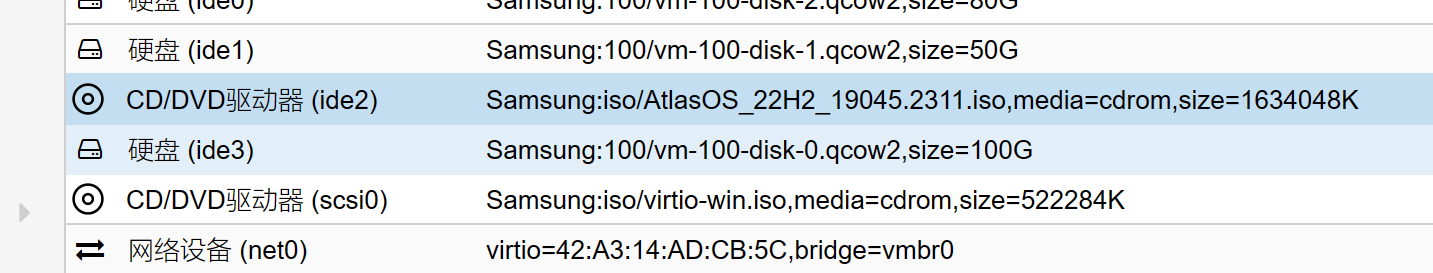 硬盘 (ide0) Samsung:100/vm-100-disk-2.qcow2,size=80G
硬盘 (ide1) Samsung:100/vm-100-disk-1.qcow2,size=50G
CD/DVD驱动器 (ide2) Samsung:iso/AtlasOS_22H2_19045.2311.iso,media=cdrom,size=1634048K
硬盘 (ide3) Samsung:100/vm-100-disk-0.qcow2,size=100G
CD/DVD驱动器 (scsi0) Samsung:iso/virtio-win.iso,media=cdrom,size=522284K
网络设备 (net0) virtio=42:A3:14:AD:CB:5C,bridge=vmbr0